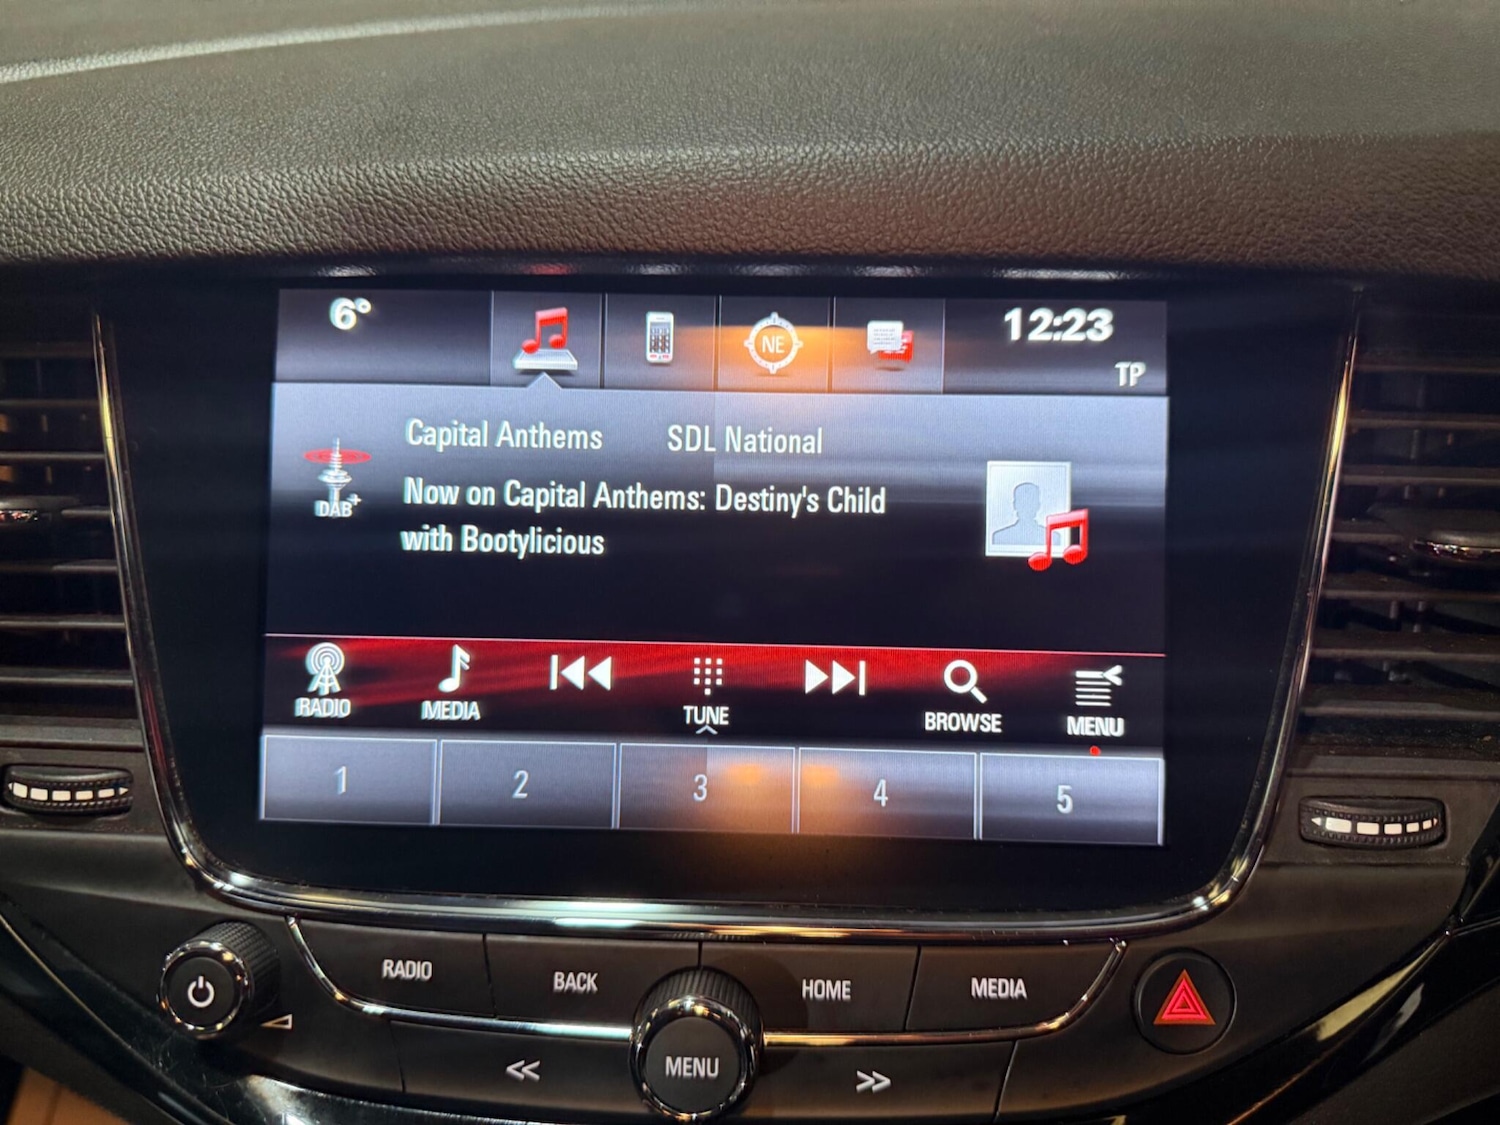 6°
NE
12:23
TP
Capital Anthems SDL National
DAB+
Now on Capital Anthems: Destiny's Child
with Bootylicious
RADIO MEDIA TUNE BROWSE MENU
1 2 3 4 5
RADIO BACK HOME MEDIA
MENU